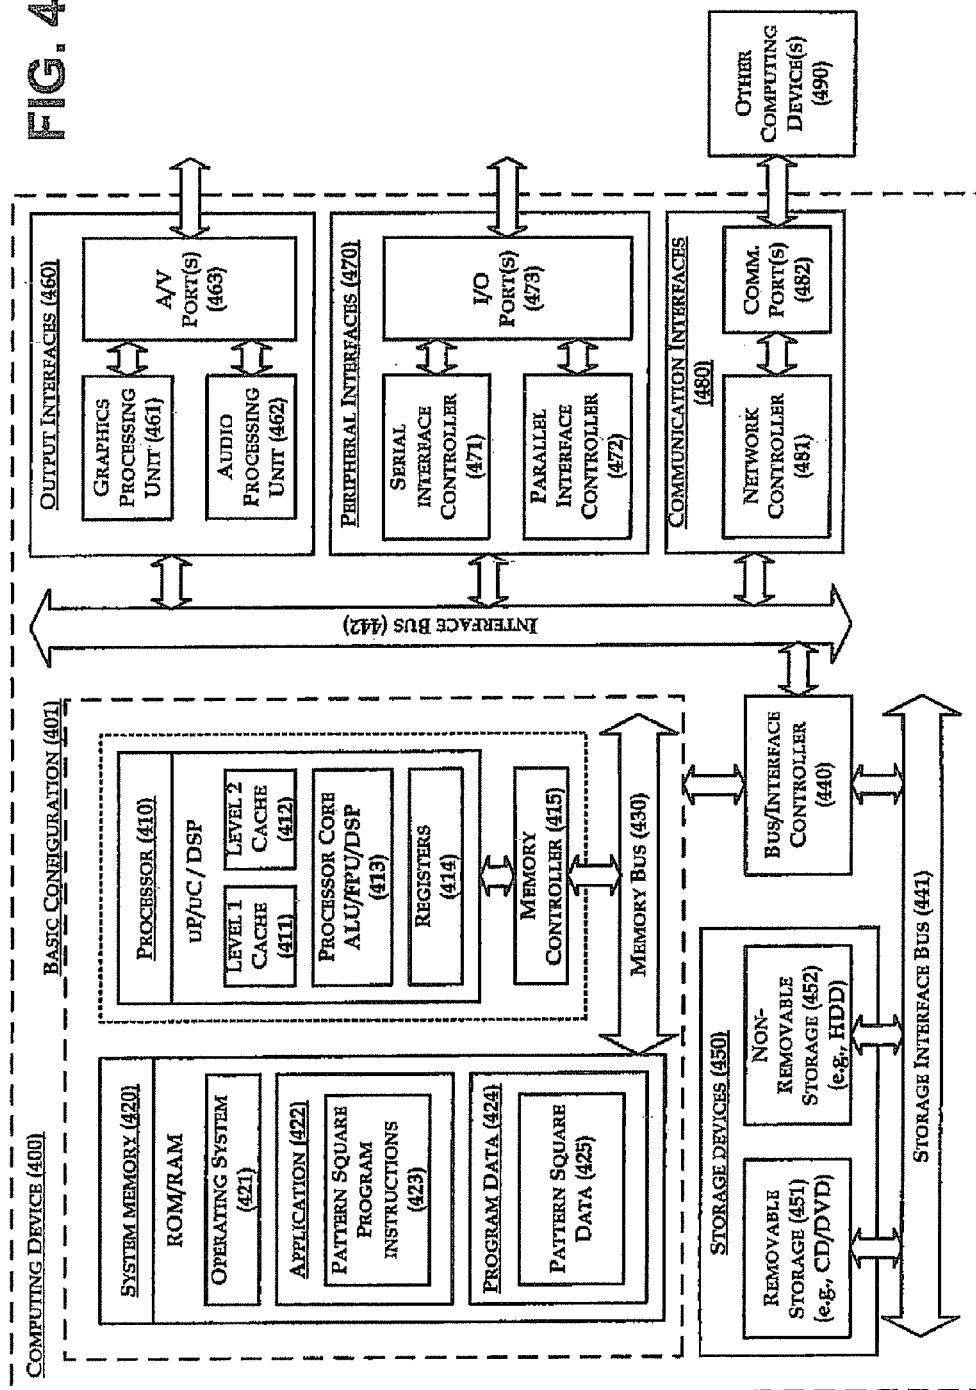 FIG. 4
COMPUTING DEVICE (400)
BASIC CONFIGURATION (401)
SYSTEM MEMORY (420)
ROM/RAM
OPERATING SYSTEM
(421)
APPLICATION (422)
PATTERN SQUARE
PROGRAM
INSTRUCTIONS
(423)
PROGRAM DATA (424)
PATTERN SQUARE
DATA (425)
PROCESSOR (410)
uP/uC/DSP
LEVEL 1
CACHE
(411)
LEVEL 2
CACHE
(412)
PROCESSOR CORE
ALU/FPU/DSP
(413)
REGISTERS
(414)
MEMORY
CONTROLLER (415)
MEMORY BUS (430)
INTERFACE BUS (442)
OUTPUT INTERFACES (460)
GRAPHICS
PROCESSING
UNIT (461)
AUDIO
PROCESSING
UNIT (462)
A/V
PORT(S)
(463)
PERIPHERAL INTERFACES (470)
SERIAL
INTERFACE
CONTROLLER
(471)
PARALLEL
INTERFACE
CONTROLLER
(472)
I/O
PORT(S)
(473)
COMMUNICATION INTERFACES
(480)
NETWORK
CONTROLLER
(481)
COMM.
PORT(S)
(482)
OTHER
COMPUTING
DEVICE(S)
(490)
BUS/INTERFACE
CONTROLLER
(440)
STORAGE DEVICES (450)
REMOVABLE
STORAGE (451)
(e.g., CD/DVD)
NON-
REMOVABLE
STORAGE (452)
(e.g., HDD)
STORAGE INTERFACE BUS (441)